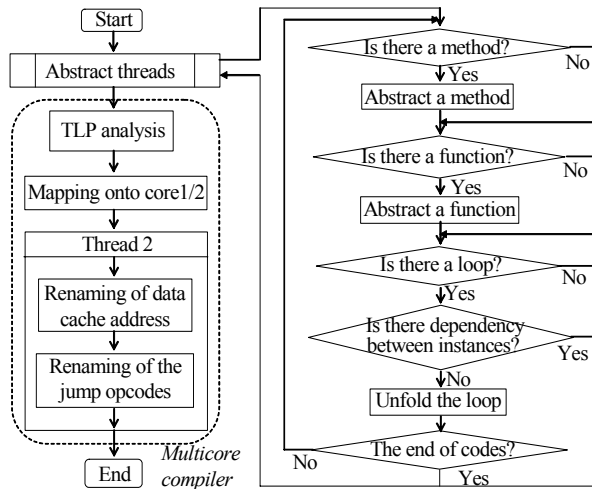 Start
Abstract threads
TLP analysis
Mapping onto core1/2
Thread 2
Renaming of data
cache address
Renaming of the
jump opcodes
End
Multicore
compiler
Is there a method?
No
Yes
Abstract a method
Is there a function?
No
Yes
Abstract a function
Is there a loop?
No
Yes
Is there dependency
between instances?
Yes
No
Unfold the loop
The end of codes?
No
Yes